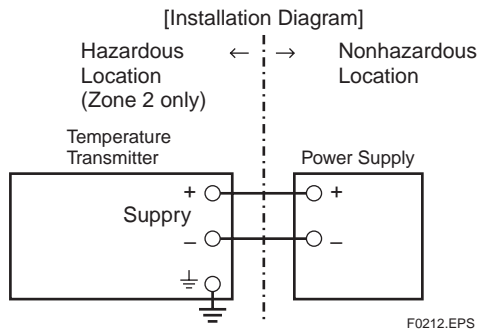 [Installation Diagram]
Hazardous ← → Nonhazardous
Location Location
(Zone 2 only)
Temperature
Transmitter Power Supply
+ +
Suppry
– –
F0212.EPS